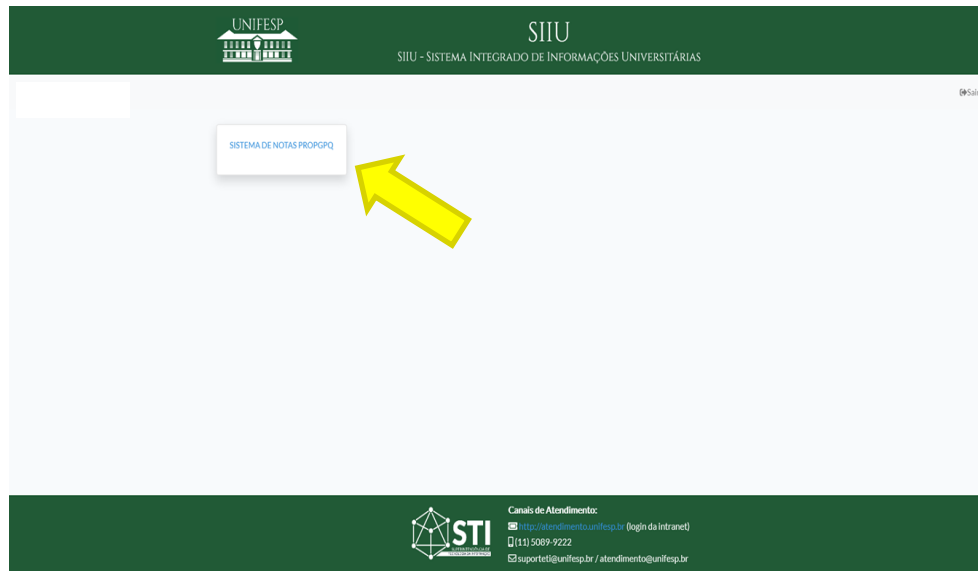 UNIFESP
SIIU
SIIU - Sistema Integrado de Informações Universitárias
Sair
SISTEMA DE NOTAS PROPGPQ
STI
Canais de Atendimento:
http://atendimento.unifesp.br (login da intranet)
(11) 5089-9222
suporteti@unifesp.br / atendimento@unifesp.br